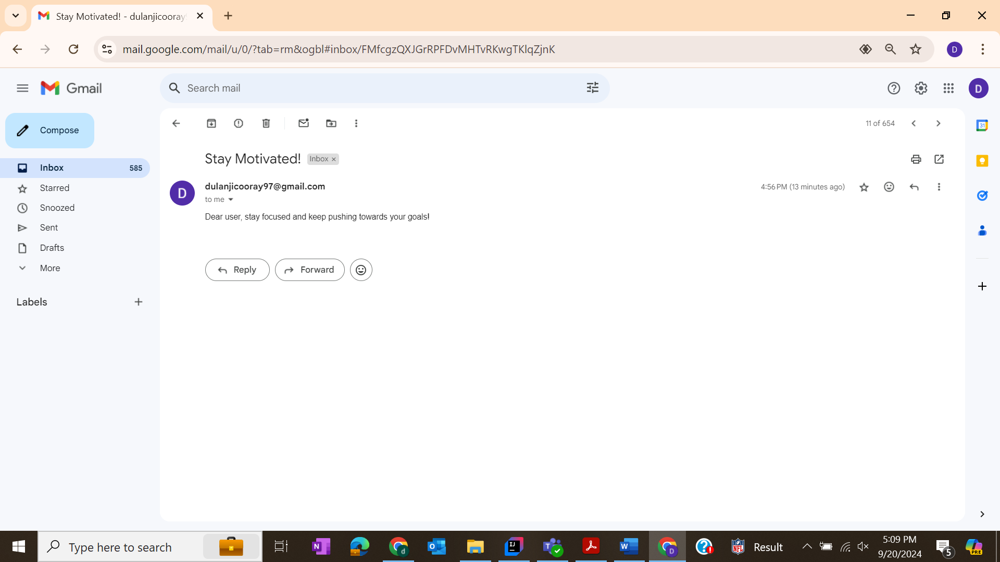 Stay Motivated! - dulanjicooray
mail.google.com/mail/u/0/?tab=rm&ogbl#inbox/FMfcgzQXJGrRPFDvMHTvRKwgTKlqZjnK
D
Gmail
Search mail
D
Compose
11 of 654
Stay Motivated! Inbox ×
Inbox 585
D
dulanjicooray97@gmail.com
4:56 PM (13 minutes ago)
to me
Starred
Snoozed
Dear user, stay focused and keep pushing towards your goals!
Sent
Drafts
More
Reply
Forward
Labels
31
Type here to search
Result
5:09 PM
9/20/2024
5
PRE